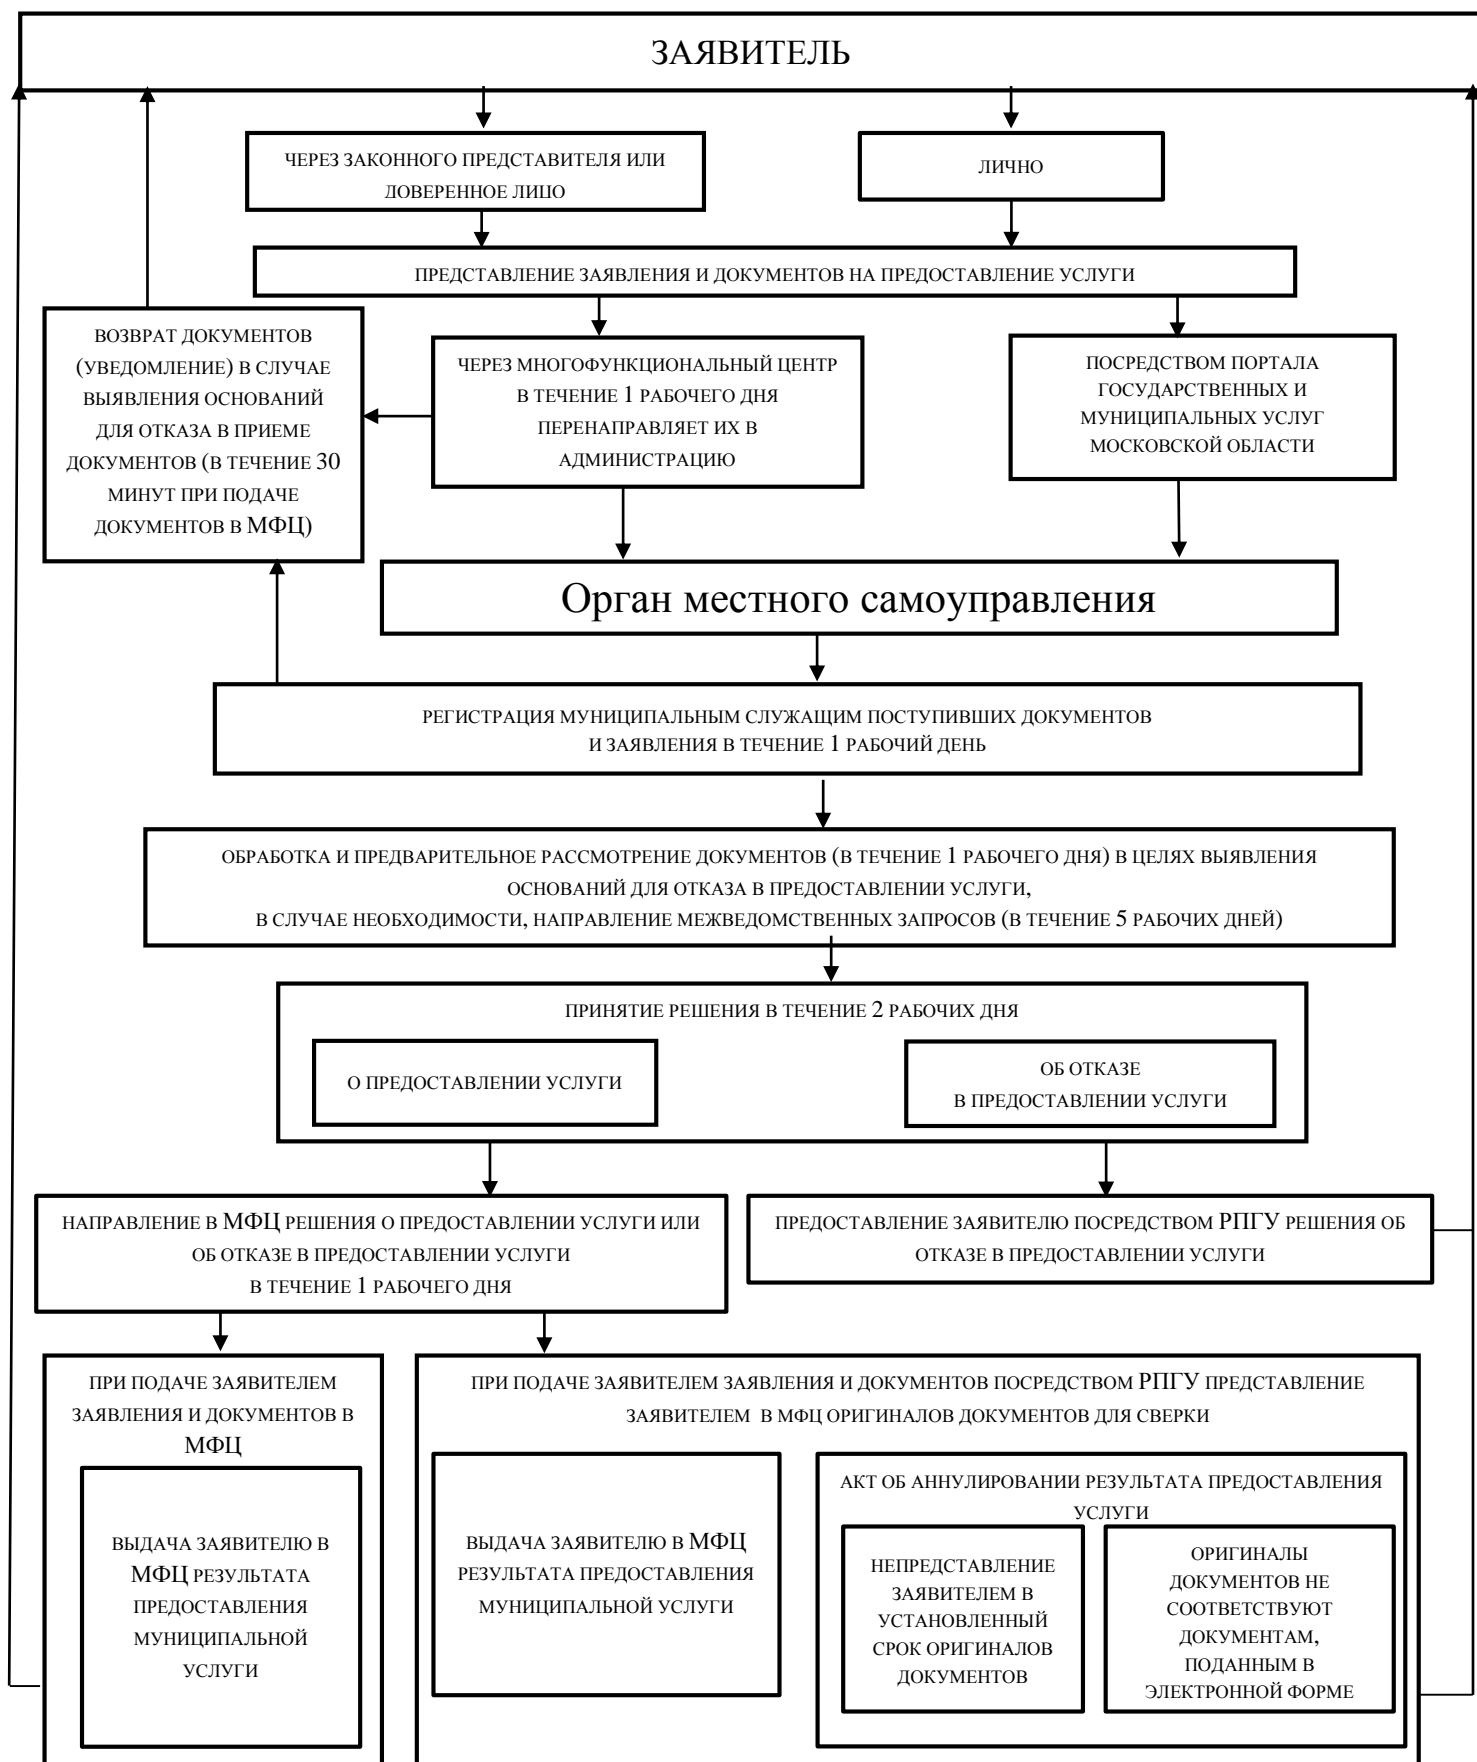 ЗАЯВИТЕЛЬ
ЧЕРЕЗ ЗАКОННОГО ПРЕДСТАВИТЕЛЯ ИЛИ
ДОВЕРЕННОЕ ЛИЦО
ЛИЧНО
ПРЕДСТАВЛЕНИЕ ЗАЯВЛЕНИЯ И ДОКУМЕНТОВ НА ПРЕДОСТАВЛЕНИЕ УСЛУГИ
ВОЗВРАТ ДОКУМЕНТОВ
(УВЕДОМЛЕНИЕ) В СЛУЧАЕ
ВЫЯВЛЕНИЯ ОСНОВАНИЙ
ДЛЯ ОТКАЗА В ПРИЕМЕ
ДОКУМЕНТОВ (В ТЕЧЕНИЕ 30
МИНУТ ПРИ ПОДАЧЕ
ДОКУМЕНТОВ В МФЦ)
ЧЕРЕЗ МНОГОФУНКЦИОНАЛЬНЫЙ ЦЕНТР
В ТЕЧЕНИЕ 1 РАБОЧЕГО ДНЯ
ПЕРЕНАПРАВЛЯЕТ ИХ В
АДМИНИСТРАЦИЮ
ПОСРЕДСТВОМ ПОРТАЛА
ГОСУДАРСТВЕННЫХ И
МУНИЦИПАЛЬНЫХ УСЛУГ
МОСКОВСКОЙ ОБЛАСТИ
Орган местного самоуправления
РЕГИСТРАЦИЯ МУНИЦИПАЛЬНЫМ СЛУЖАЩИМ ПОСТУПИВШИХ ДОКУМЕНТОВ
И ЗАЯВЛЕНИЯ В ТЕЧЕНИЕ 1 РАБОЧИЙ ДЕНЬ
ОБРАБОТКА И ПРЕДВАРИТЕЛЬНОЕ РАССМОТРЕНИЕ ДОКУМЕНТОВ (В ТЕЧЕНИЕ 1 РАБОЧЕГО ДНЯ) В ЦЕЛЯХ ВЫЯВЛЕНИЯ
ОСНОВАНИЙ ДЛЯ ОТКАЗА В ПРЕДОСТАВЛЕНИИ УСЛУГИ,
В СЛУЧАЕ НЕОБХОДИМОСТИ, НАПРАВЛЕНИЕ МЕЖВЕДОМСТВЕННЫХ ЗАПРОСОВ (В ТЕЧЕНИЕ 5 РАБОЧИХ ДНЕЙ)
ПРИНЯТИЕ РЕШЕНИЯ В ТЕЧЕНИЕ 2 РАБОЧИХ ДНЯ
О ПРЕДОСТАВЛЕНИИ УСЛУГИ
ОБ ОТКАЗЕ
В ПРЕДОСТАВЛЕНИИ УСЛУГИ
НАПРАВЛЕНИЕ В МФЦ РЕШЕНИЯ О ПРЕДОСТАВЛЕНИИ УСЛУГИ ИЛИ
ОБ ОТКАЗЕ В ПРЕДОСТАВЛЕНИИ УСЛУГИ
В ТЕЧЕНИЕ 1 РАБОЧЕГО ДНЯ
ПРЕДОСТАВЛЕНИЕ ЗАЯВИТЕЛЮ ПОСРЕДСТВОМ РПГУ РЕШЕНИЯ ОБ
ОТКАЗЕ В ПРЕДОСТАВЛЕНИИ УСЛУГИ
ПРИ ПОДАЧЕ ЗАЯВИТЕЛЕМ
ЗАЯВЛЕНИЯ И ДОКУМЕНТОВ В
МФЦ
ВЫДАЧА ЗАЯВИТЕЛЮ В
МФЦ РЕЗУЛЬТАТА
ПРЕДОСТАВЛЕНИЯ
МУНИЦИПАЛЬНОЙ
УСЛУГИ
ПРИ ПОДАЧЕ ЗАЯВИТЕЛЕМ ЗАЯВЛЕНИЯ И ДОКУМЕНТОВ ПОСРЕДСТВОМ РПГУ ПРЕДСТАВЛЕНИЕ
ЗАЯВИТЕЛЕМ В МФЦ ОРИГИНАЛОВ ДОКУМЕНТОВ ДЛЯ СВЕРКИ
ВЫДАЧА ЗАЯВИТЕЛЮ В МФЦ
РЕЗУЛЬТАТА ПРЕДОСТАВЛЕНИЯ
МУНИЦИПАЛЬНОЙ УСЛУГИ
АКТ ОБ АННУЛИРОВАНИИ РЕЗУЛЬТАТА ПРЕДОСТАВЛЕНИЯ
УСЛУГИ
НЕПРЕДСТАВЛЕНИЕ
ЗАЯВИТЕЛЕМ В
УСТАНОВЛЕННЫЙ
СРОК ОРИГИНАЛОВ
ДОКУМЕНТОВ
ОРИГИНАЛЫ
ДОКУМЕНТОВ НЕ
СООТВЕТСТВУЮТ
ДОКУМЕНТАМ,
ПОДАННЫМ В
ЭЛЕКТРОННОЙ ФОРМЕ